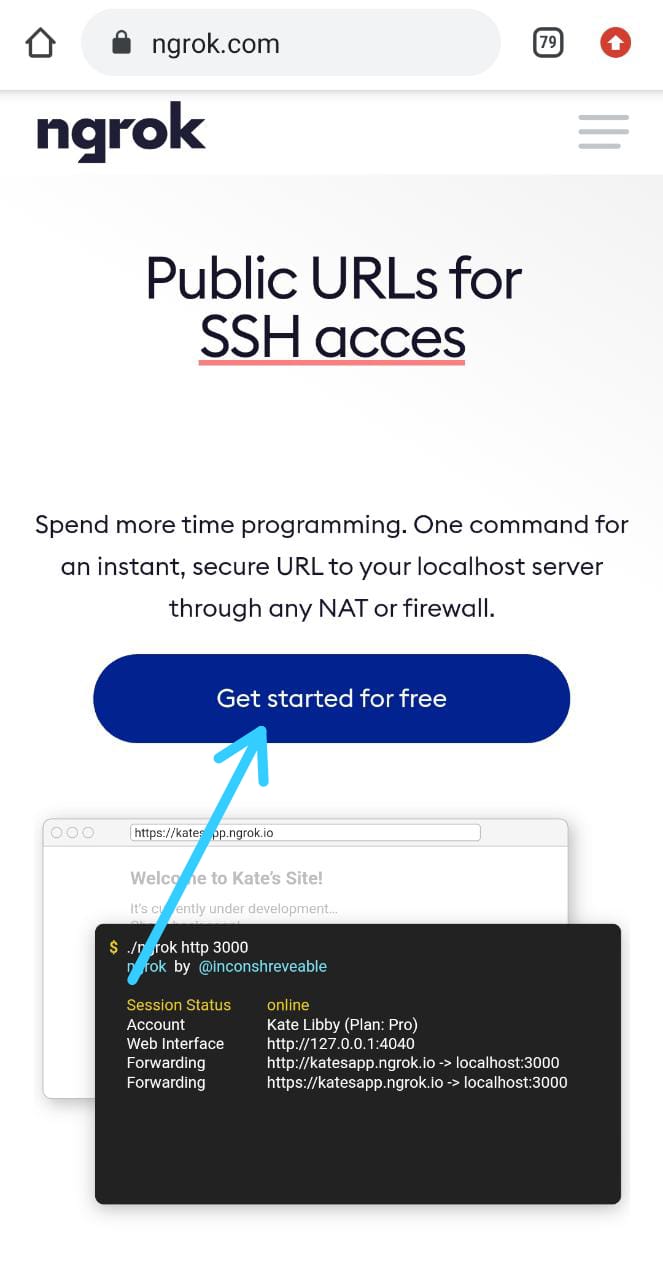 ngrok.com
79
ngrok
Public URLs for
SSH acces
Spend more time programming. One command for
an instant, secure URL to your localhost server
through any NAT or firewall.
Get started for free
https://katesapp.ngrok.io
Welcome to Kate's Site!
It's currently under development...
$ ./ngrok http 3000
ngrok by @inconshreveable
Session Status online
Account Kate Libby (Plan: Pro)
Web Interface http://127.0.0.1:4040
Forwarding http://katesapp.ngrok.io -> localhost:3000
Forwarding https://katesapp.ngrok.io -> localhost:3000